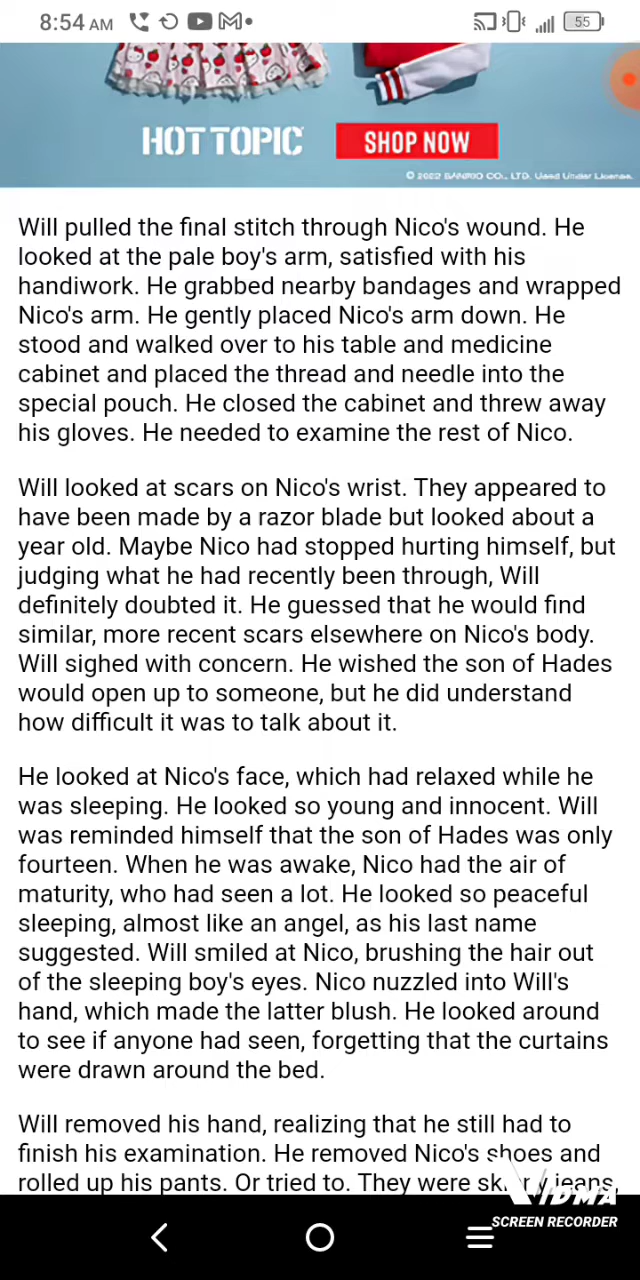 8:54 AM
55
HOT TOPIC
SHOP NOW
© 2022 SANRIO CO., LTD. Used Under License.
Will pulled the final stitch through Nico's wound. He
looked at the pale boy's arm, satisfied with his
handiwork. He grabbed nearby bandages and wrapped
Nico's arm. He gently placed Nico's arm down. He
stood and walked over to his table and medicine
cabinet and placed the thread and needle into the
special pouch. He closed the cabinet and threw away
his gloves. He needed to examine the rest of Nico.
Will looked at scars on Nico's wrist. They appeared to
have been made by a razor blade but looked about a
year old. Maybe Nico had stopped hurting himself, but
judging what he had recently been through, Will
definitely doubted it. He guessed that he would find
similar, more recent scars elsewhere on Nico's body.
Will sighed with concern. He wished the son of Hades
would open up to someone, but he did understand
how difficult it was to talk about it.
He looked at Nico's face, which had relaxed while he
was sleeping. He looked so young and innocent. Will
was reminded himself that the son of Hades was only
fourteen. When he was awake, Nico had the air of
maturity, who had seen a lot. He looked so peaceful
sleeping, almost like an angel, as his last name
suggested. Will smiled at Nico, brushing the hair out
of the sleeping boy's eyes. Nico nuzzled into Will's
hand, which made the latter blush. He looked around
to see if anyone had seen, forgetting that the curtains
were drawn around the bed.
Will removed his hand, realizing that he still had to
finish his examination. He removed Nico's shoes and
rolled up his pants. Or tried to. They were skinny jeans,
VIDMA
SCREEN RECORDER